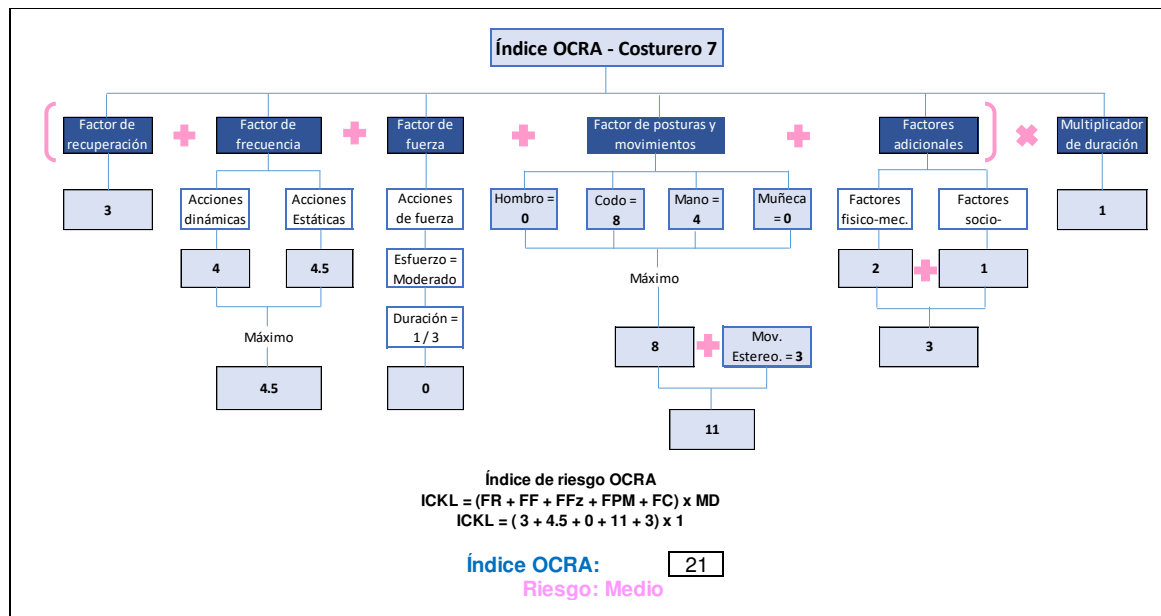 Índice OCRA - Costurero 7
Factor de
recuperación
Factor de
frecuencia
Factor de
fuerza
Factor de posturas y
movimientos
Factores
adicionales
Multiplicador
de duración
3
Acciones
dinámicas
Acciones
Estáticas
Acciones
de fuerza
Hombro =
0
Codo =
8
Mano =
4
Muñeca
= 0
Factores
fisico-mec.
Factores
socio-
1
4
4.5
Esfuerzo =
Moderado
2
1
Máximo
Duración =
1 / 3
Máximo
4.5
0
8
Mov.
Estereo. = 3
3
11
Índice de riesgo OCRA
ICKL = (FR + FF + FFz + FPM + FC) x MD
ICKL = ( 3 + 4.5 + 0 + 11 + 3) x 1
Índice OCRA: 21
Riesgo: Medio